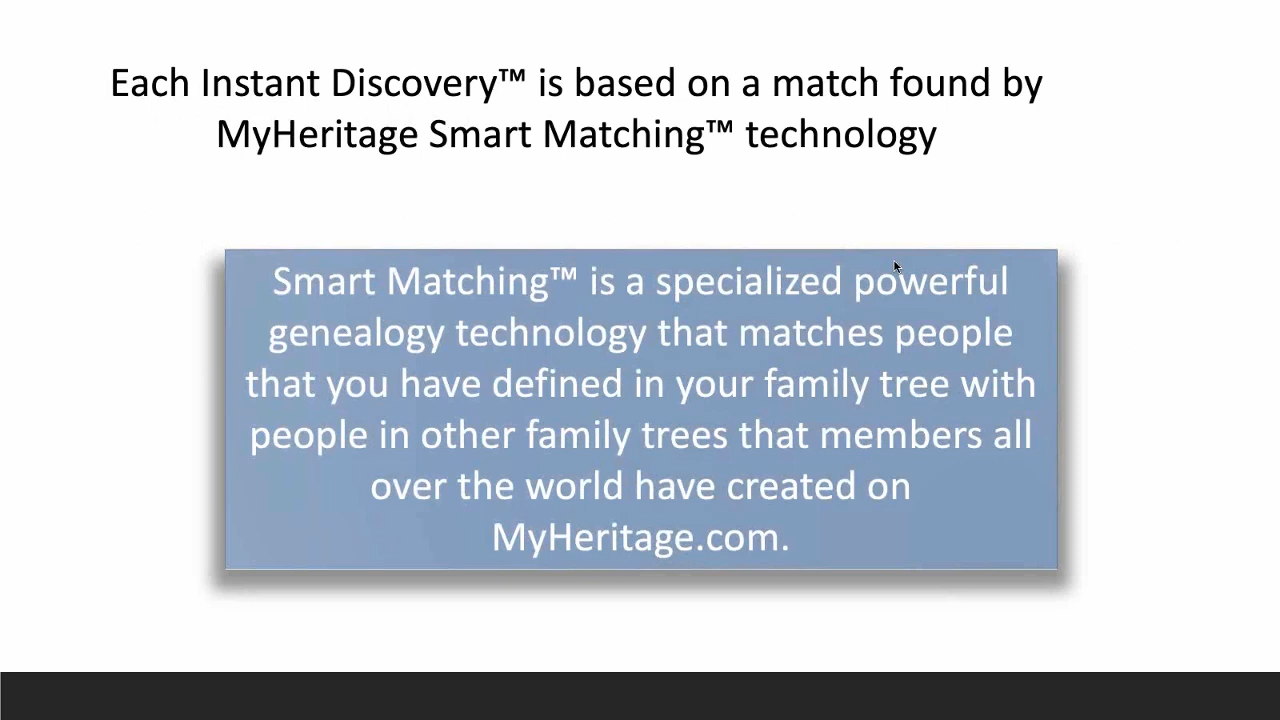 Each Instant Discovery™ is based on a match found by
MyHeritage Smart Matching™ technology
Smart Matching™ is a specialized powerful
genealogy technology that matches people
that you have defined in your family tree with
people in other family trees that members all
over the world have created on
MyHeritage.com.